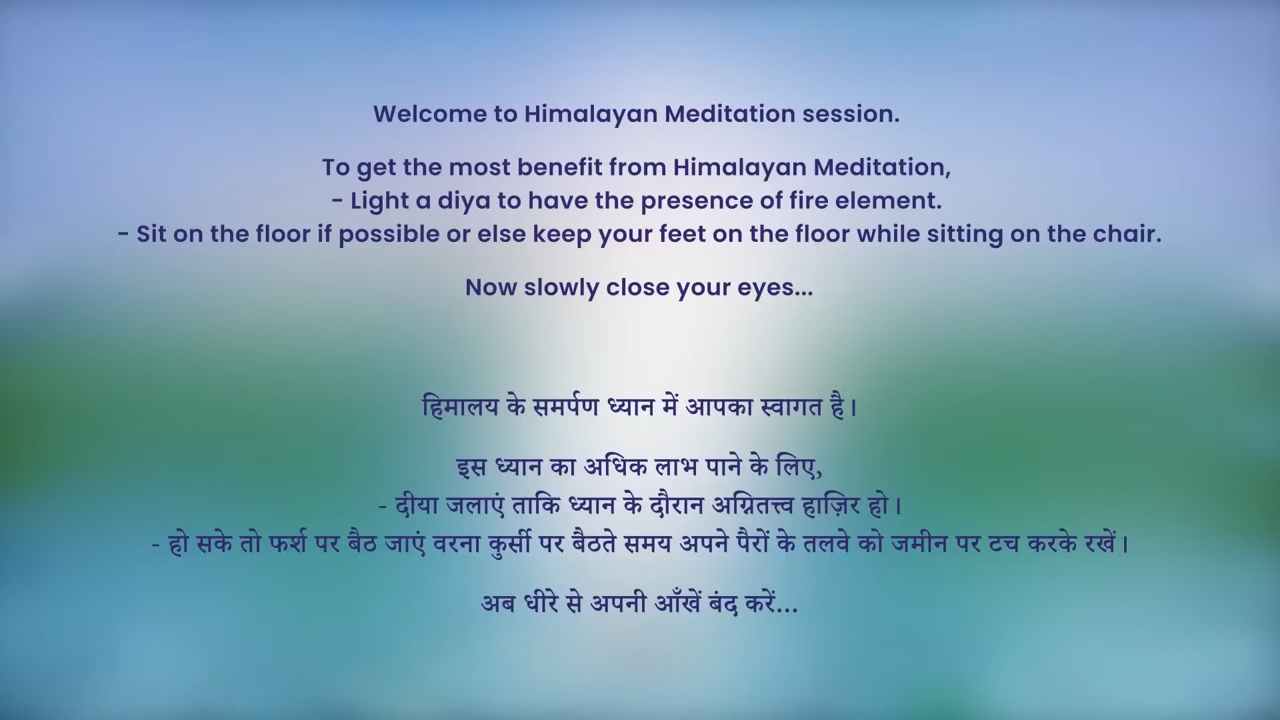 Welcome to Himalayan Meditation session.
To get the most benefit from Himalayan Meditation,
- Light a diya to have the presence of fire element.
- Sit on the floor if possible or else keep your feet on the floor while sitting on the chair.
Now slowly close your eyes...
हिमालय के समर्पण ध्यान में आपका स्वागत है।
इस ध्यान का अधिक लाभ पाने के लिए,
- दीया जलाएं ताकि ध्यान के दौरान अग्नितत्त्व हाज़िर हो।
- हो सके तो फर्श पर बैठ जाएं वरना कुर्सी पर बैठते समय अपने पैरों के तलवे को जमीन पर टच करके रखें।
अब धीरे से अपनी आँखें बंद करें...